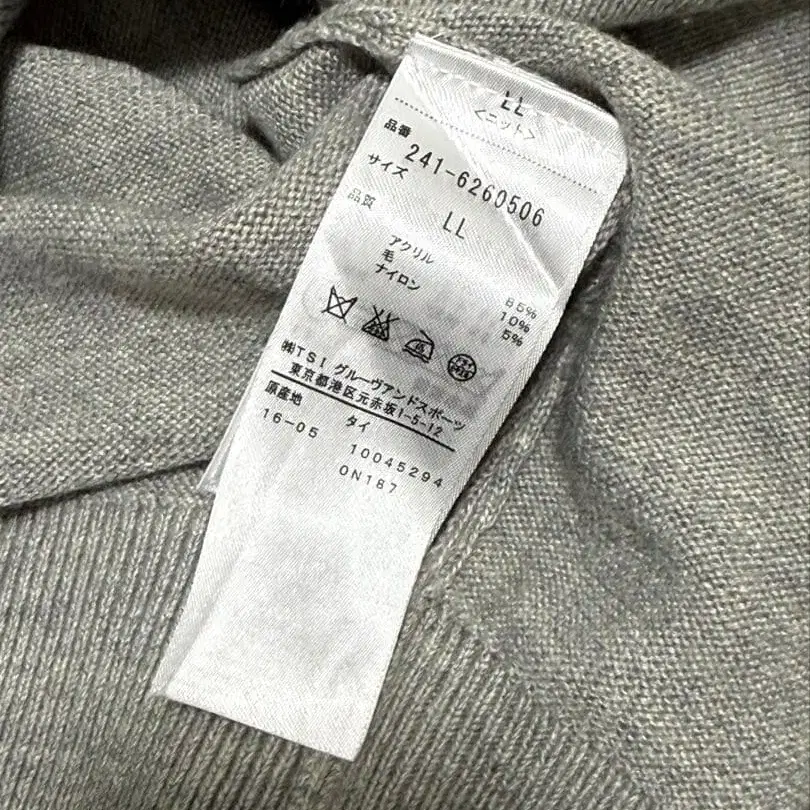 LL
<ニット>
品番
241-6260506
サイズ
LL
品質
アクリル 85%
毛 10%
ナイロン 5%
㈱TSI グルーヴアンドスポーツ
東京都港区元赤坂1-5-12
原産地 タイ
16-05 10045294
ON187